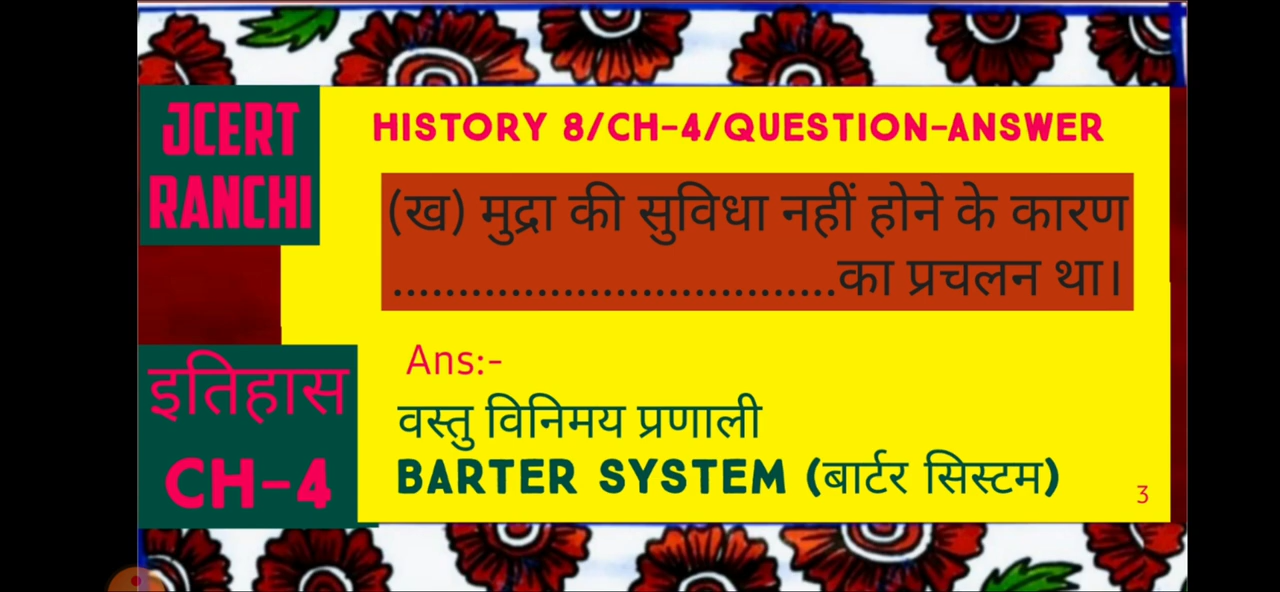 JCERT
RANCHI
HISTORY 8/CH-4/QUESTION-ANSWER
(ख) मुद्रा की सुविधा नहीं होने के कारण
..................................का प्रचलन था।
इतिहास
CH-4
Ans:-
वस्तु विनिमय प्रणाली
BARTER SYSTEM (बार्टर सिस्टम)
3